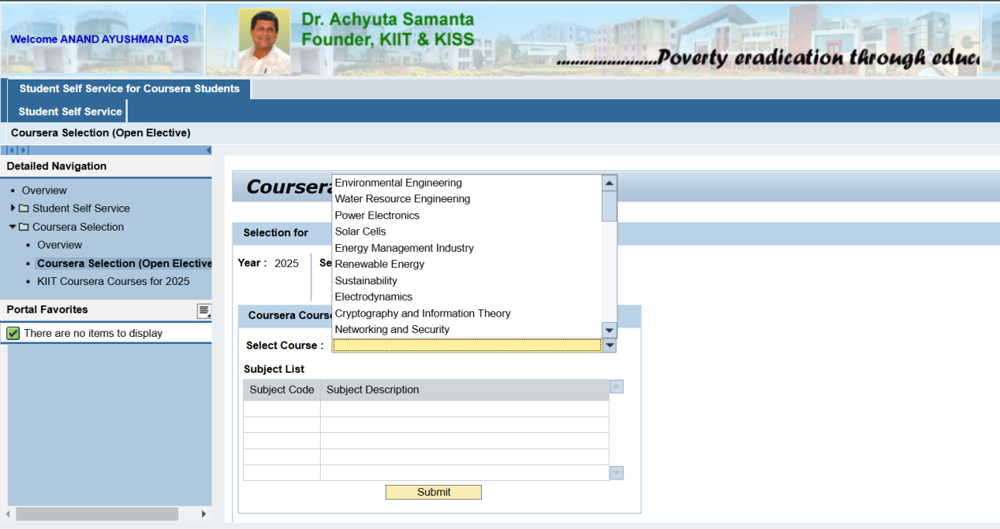 Welcome ANAND AYUSHMAN DAS
Dr. Achyuta Samanta
Founder, KIIT & KISS
.....................Poverty eradication through educ
Student Self Service for Coursera Students
Student Self Service
Coursera Selection (Open Elective)
Detailed Navigation
Overview
Student Self Service
Coursera Selection
Overview
Coursera Selection (Open Elective
KIIT Coursera Courses for 2025
Portal Favorites
There are no items to display
Coursera
Selection for
Year : 2025 Se
Environmental Engineering
Water Resource Engineering
Power Electronics
Solar Cells
Energy Management Industry
Renewable Energy
Sustainability
Electrodynamics
Cryptography and Information Theory
Networking and Security
Coursera Cours
Select Course :
Subject List
Subject Code Subject Description
Submit